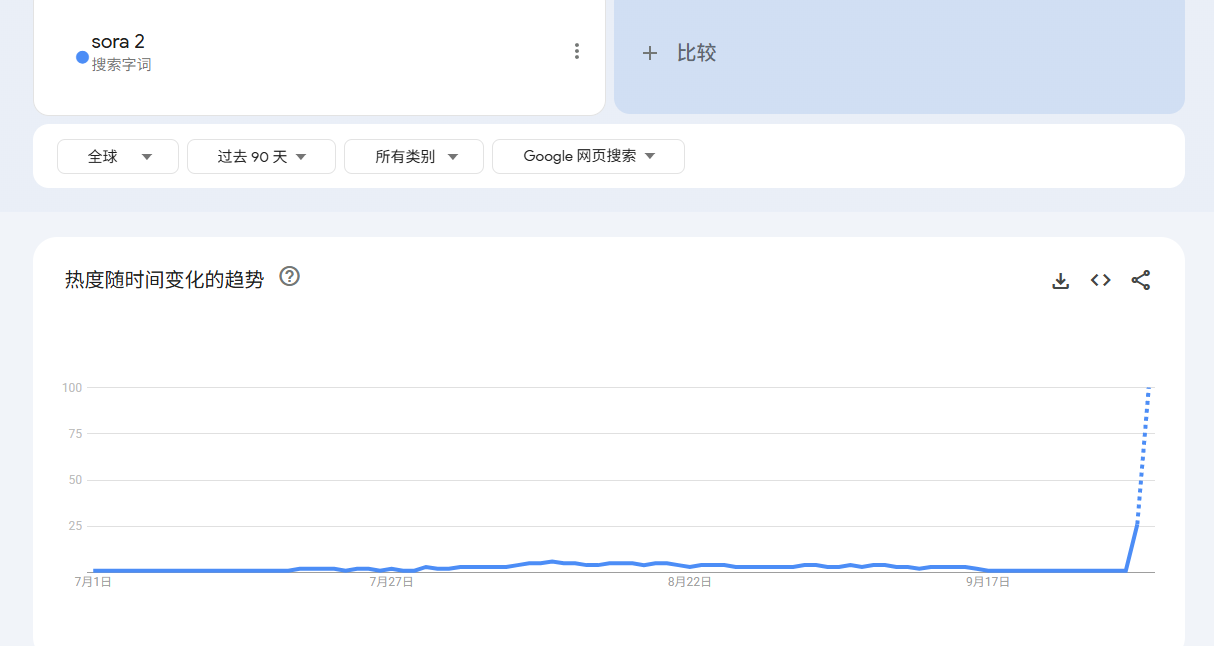 sora 2
搜索字词
比较
全球
过去 90 天
所有类别
Google 网页搜索
热度随时间变化的趋势
100
75
50
25
7月1日
7月27日
8月22日
9月17日